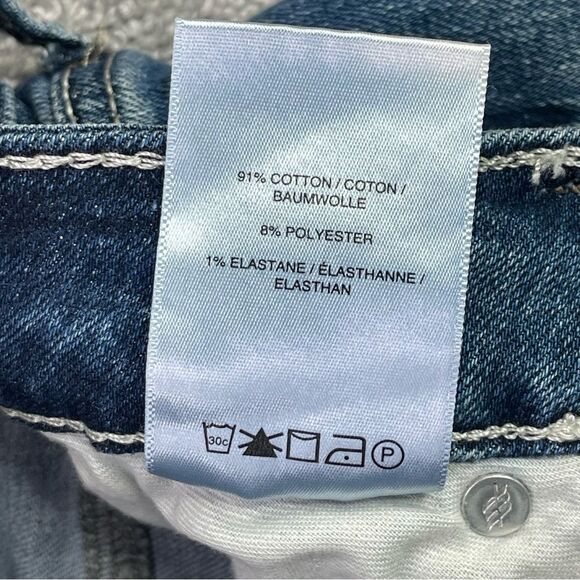 91% COTTON / COTON /
BAUMWOLLE
8% POLYESTER
1% ELASTANE / ÉLASTHANNE /
ELASTHAN
30c P